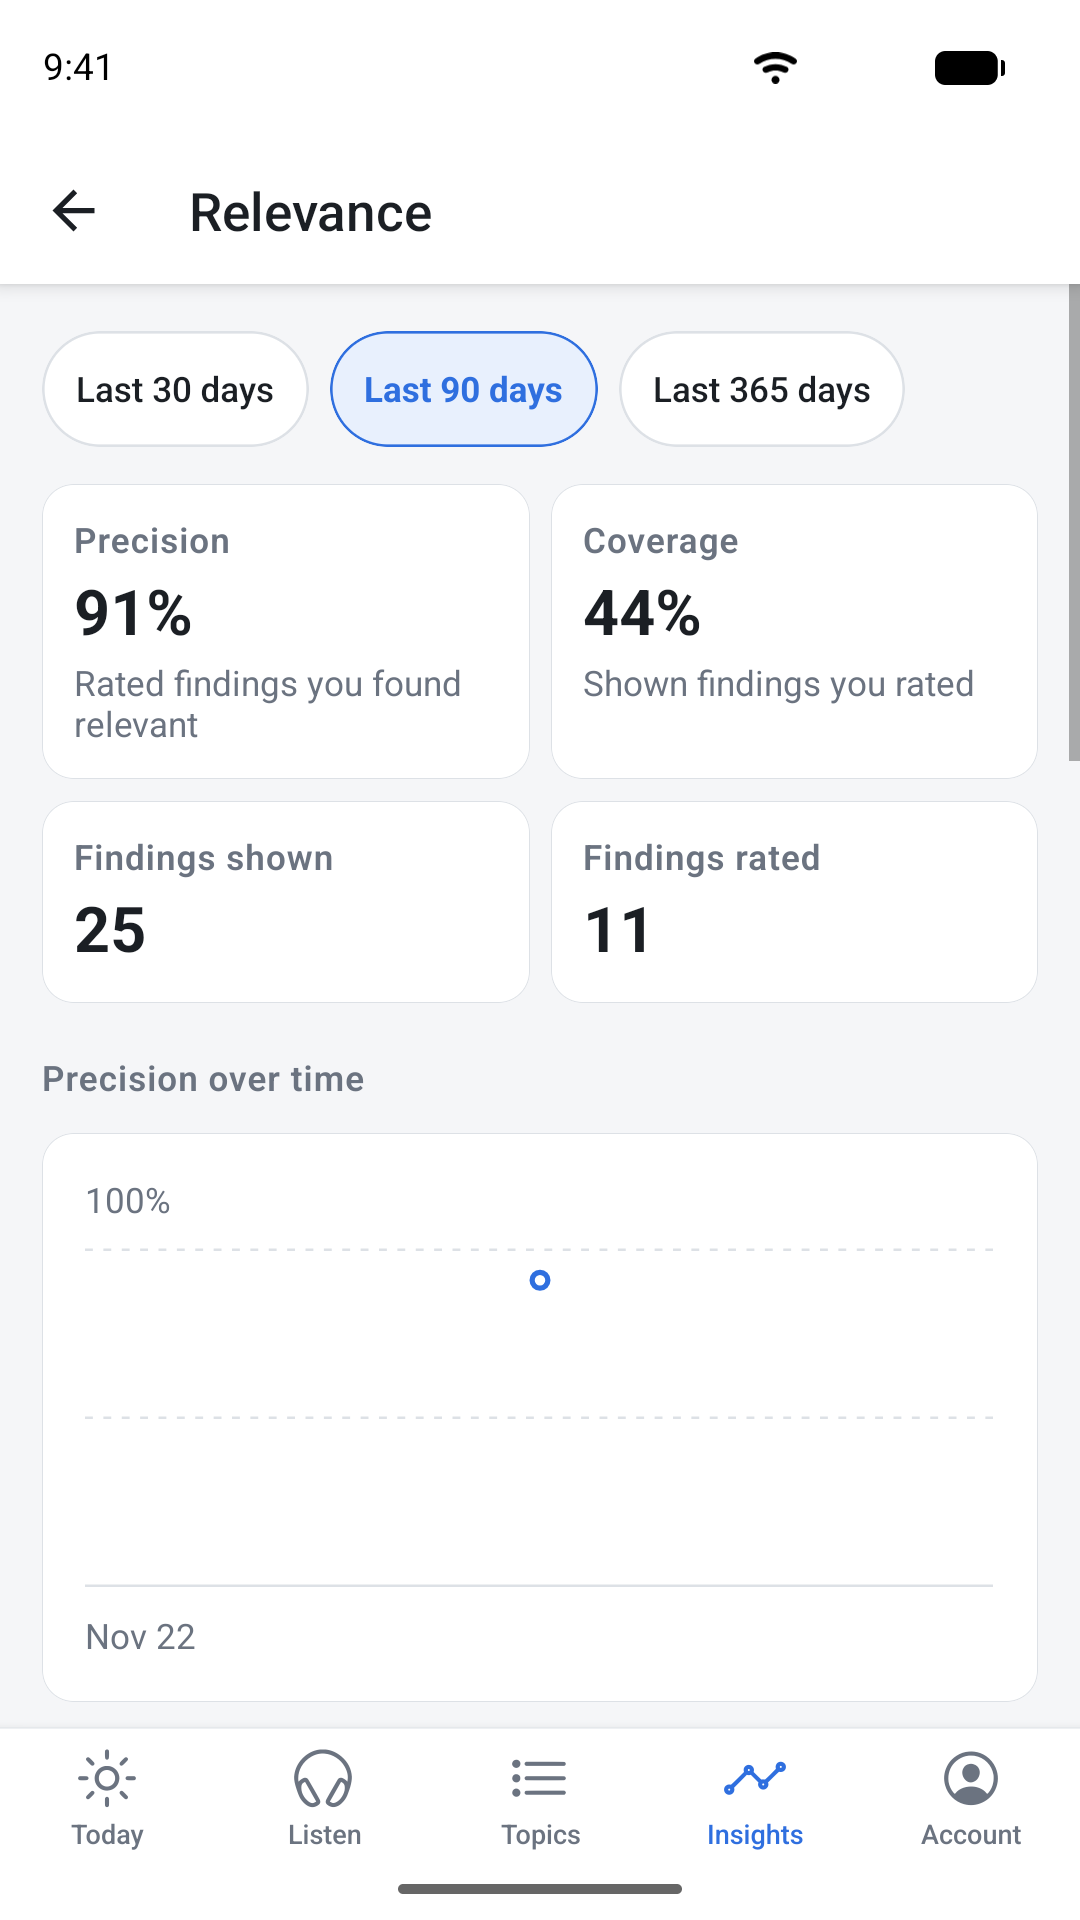 9:41
Relevance
Last 30 days
Last 90 days
Last 365 days
Precision
91%
Rated findings you found
relevant
Coverage
44%
Shown findings you rated
Findings shown
25
Findings rated
11
Precision over time
100%
Nov 22
Today
Listen
Topics
Insights
Account